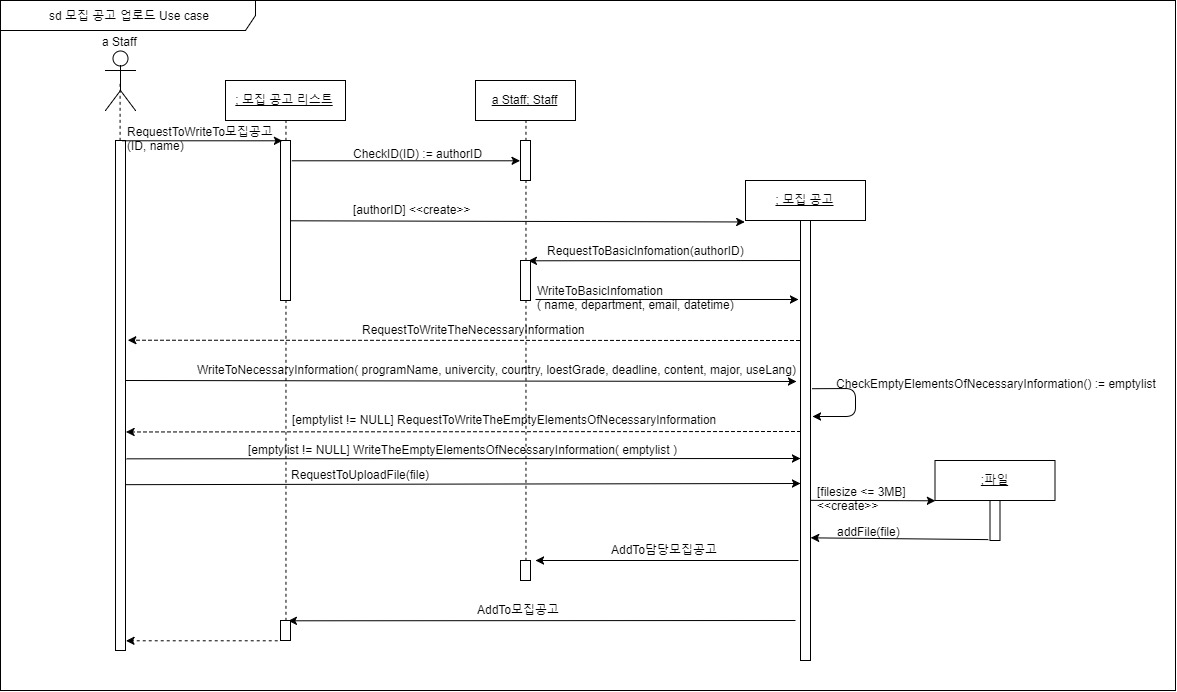 sd 모집 공고 업로드 Use case
a Staff
: 모집 공고 리스트
a Staff: Staff
RequestToWriteTo모집공고
(ID, name)
CheckID(ID) := authorID
: 모집 공고
[authorID] <<create>>
RequestToBasicInfomation(authorID)
WriteToBasicInfomation
( name, department, email, datetime)
RequestToWriteTheNecessaryInformation
WriteToNecessaryInformation( programName, univercity, country, loestGrade, deadline, content, major, useLang)
CheckEmptyElementsOfNecessaryInformation() := emptylist
[emptylist != NULL] RequestToWriteTheEmptyElementsOfNecessaryInformation
[emptylist != NULL] WriteTheEmptyElementsOfNecessaryInformation( emptylist )
RequestToUploadFile(file)
:파일
[filesize <= 3MB]
<<create>>
addFile(file)
AddTo담당모집공고
AddTo모집공고